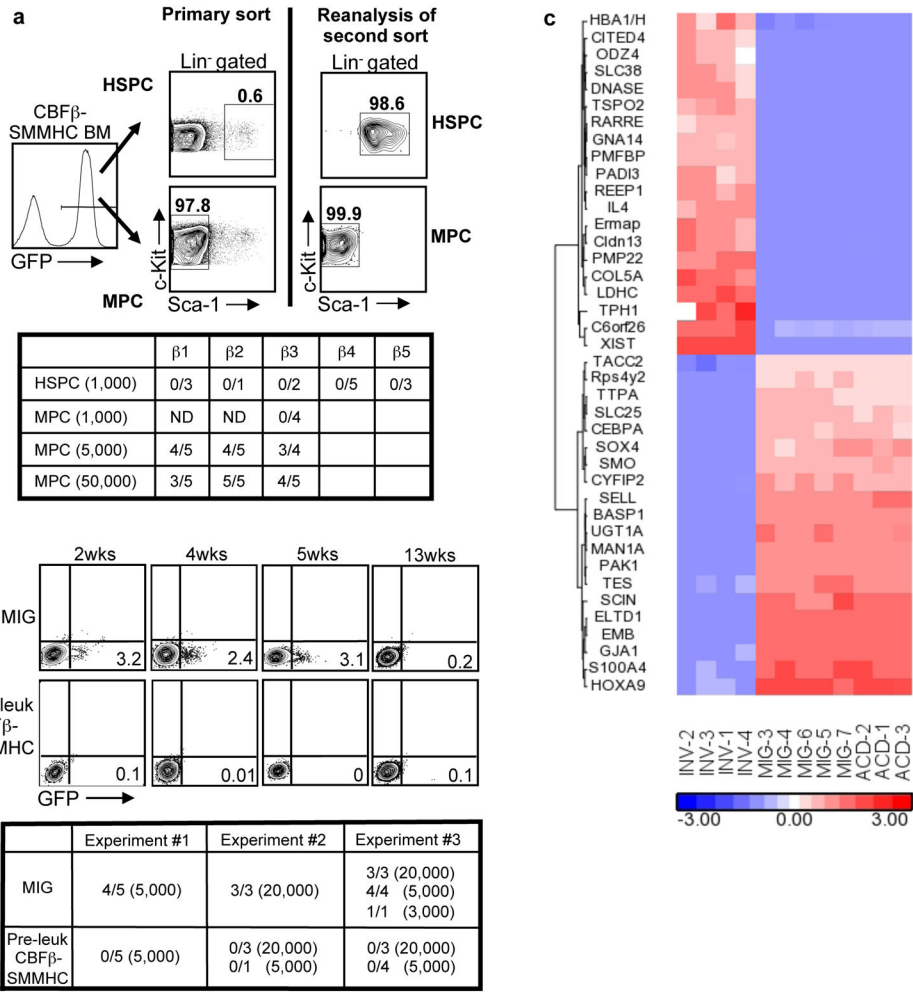 a
Primary sort
Reanalysis of
second sort
Lin⁻ gated
Lin⁻ gated
HSPC
CBFβ-
SMMHC BM
0.6
98.6
HSPC
97.8
99.9
MPC
GFP
MPC
c-Kit
Sca-1
c-Kit
Sca-1
β1 β2 β3 β4 β5
HSPC (1,000) 0/3 0/1 0/2 0/5 0/3
MPC (1,000) ND ND 0/4
MPC (5,000) 4/5 4/5 3/4
MPC (50,000) 3/5 5/5 4/5
2wks 4wks 5wks 13wks
MIG
3.2 2.4 3.1 0.2
leuk
β-
MHC
0.1 0.01 0 0.1
GFP
Experiment #1 Experiment #2 Experiment #3
MIG
4/5 (5,000)
3/3 (20,000)
3/3 (20,000)
4/4 (5,000)
1/1 (3,000)
Pre-leuk
CBFβ-
SMMHC
0/5 (5,000)
0/3 (20,000)
0/1 (5,000)
0/3 (20,000)
0/4 (5,000)
c
HBA1/H
CITED4
ODZ4
SLC38
DNASE
TSPO2
RARRE
GNA14
PMFBP
PADI3
REEP1
IL4
Ermap
Cldn13
PMP22
COL5A
LDHC
TPH1
C6orf26
XIST
TACC2
Rps4y2
TTPA
SLC25
CEBPA
SOX4
SMO
CYFIP2
SELL
BASP1
UGT1A
MAN1A
PAK1
TES
SCIN
ELTD1
EMB
GJA1
S100A4
HOXA9
INV-2
INV-3
INV-1
INV-4
MIG-3
MIG-4
MIG-6
MIG-5
MIG-7
ACD-2
ACD-1
ACD-3
-3.00 0.00 3.00